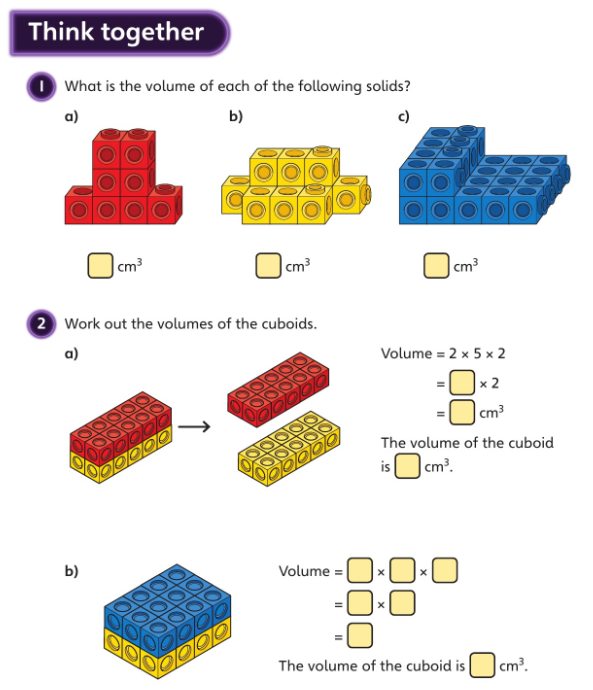 Think together
1 What is the volume of each of the following solids?
a) b) c)
cm³ cm³ cm³
2 Work out the volumes of the cuboids.
a)
Volume = 2 × 5 × 2
= × 2
= cm³
The volume of the cuboid
is cm³.
b)
Volume = × ×
= ×
=
The volume of the cuboid is cm³.